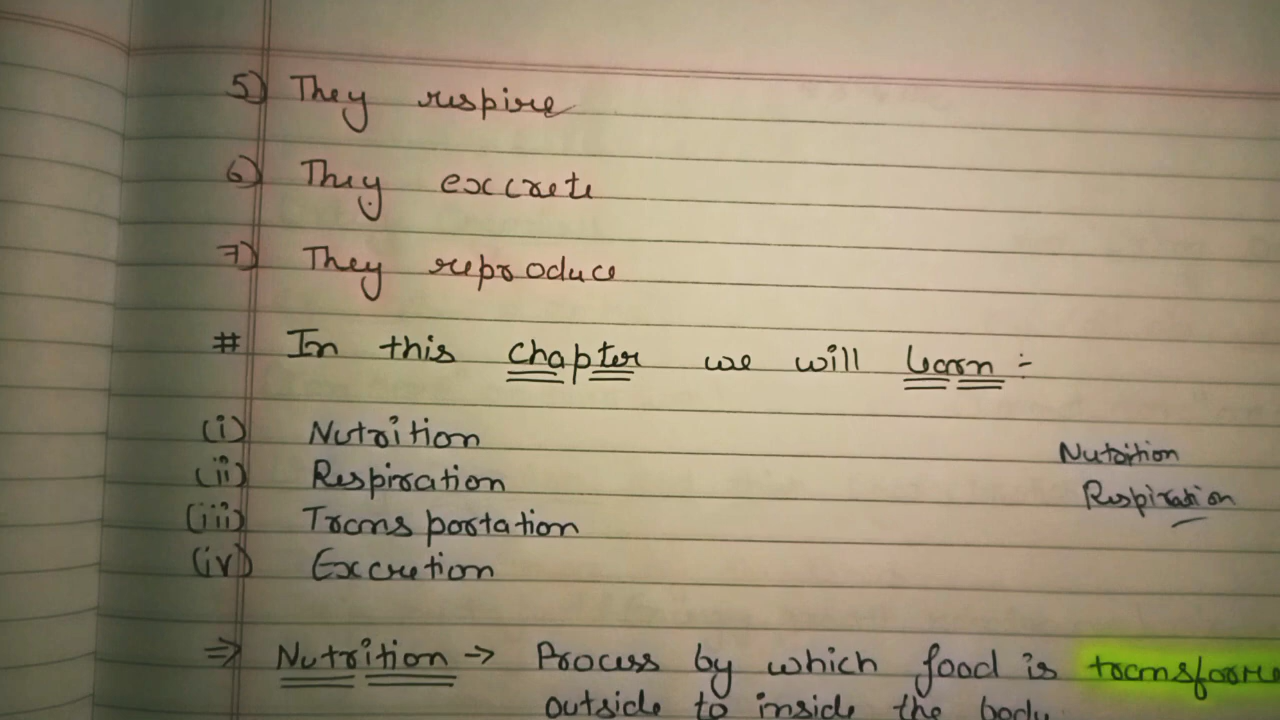 5) They respire
6) They excrete
7) They reproduce
# In this chapter we will learn :-
(i) Nutrition
(ii) Respiration
(iii) Transportation
(iv) Excretion
Nutrition
Respiration
⇒ Nutrition → Process by which food is transforme
outside to inside the body